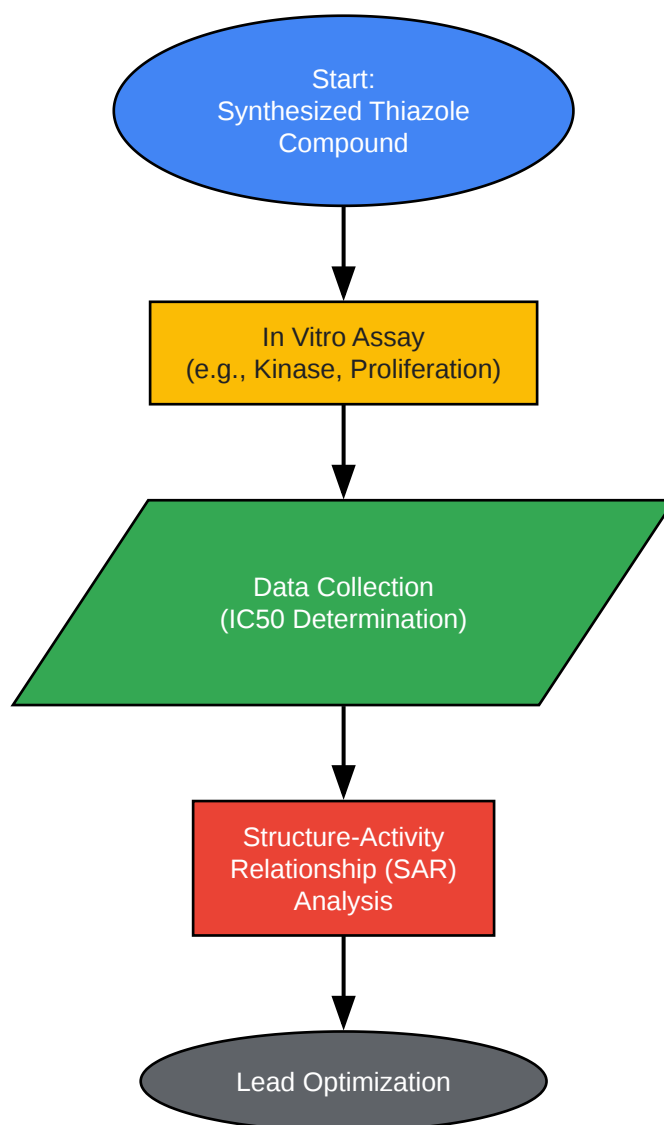 Start:
Synthesized Thiazole
Compound
In Vitro Assay
(e.g., Kinase, Proliferation)
Data Collection
(IC50 Determination)
Structure-Activity
Relationship (SAR)
Analysis
Lead Optimization